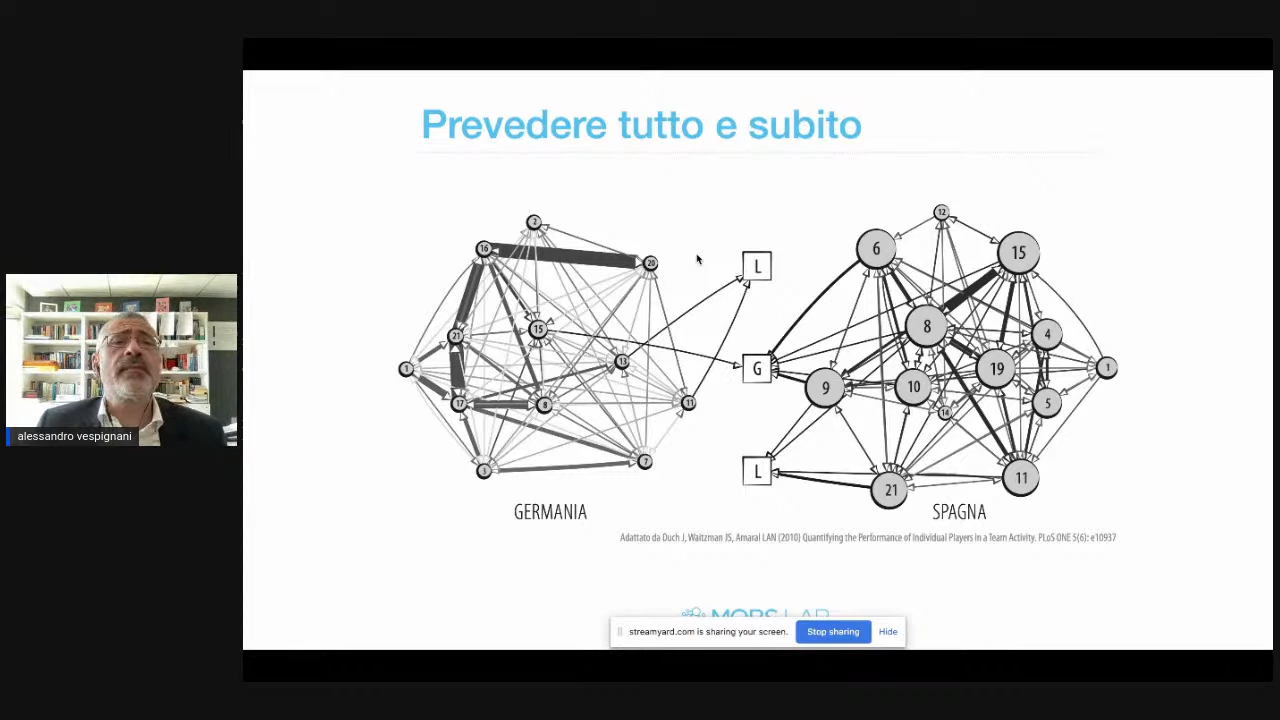 Prevedere tutto e subito
2
16
20
L
21
15
13
1
G
17
8
11
5
7
L
GERMANIA
12
6
15
8
4
19
1
9
10
14
5
21
11
SPAGNA
Adattato da Duch J, Waitzman JS, Amaral LAN (2010) Quantifying the Performance of Individual Players in a Team Activity. PLoS ONE 5(6): e10937
MOBS LAB
streamyard.com is sharing your screen.
Stop sharing
Hide
alessandro vespignani